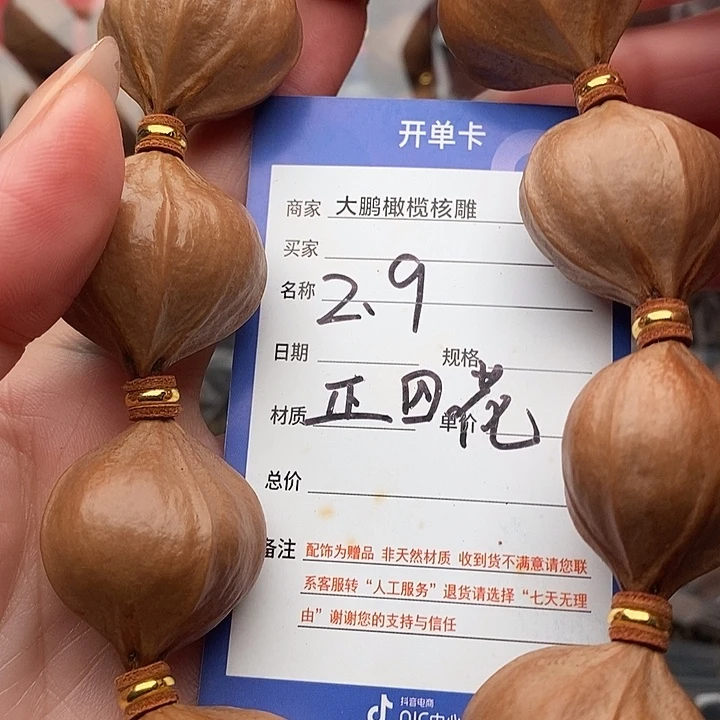 开单卡
商家 大鹏橄榄核雕
买家
名称 2.9
日期 规格
材质 正四花 单价
总价
备注 配饰为赠品 非天然材质 收到货不满意请您联
系客服转“人工服务”退货请选择“七天无理
由”谢谢您的支持与信任
抖音电商